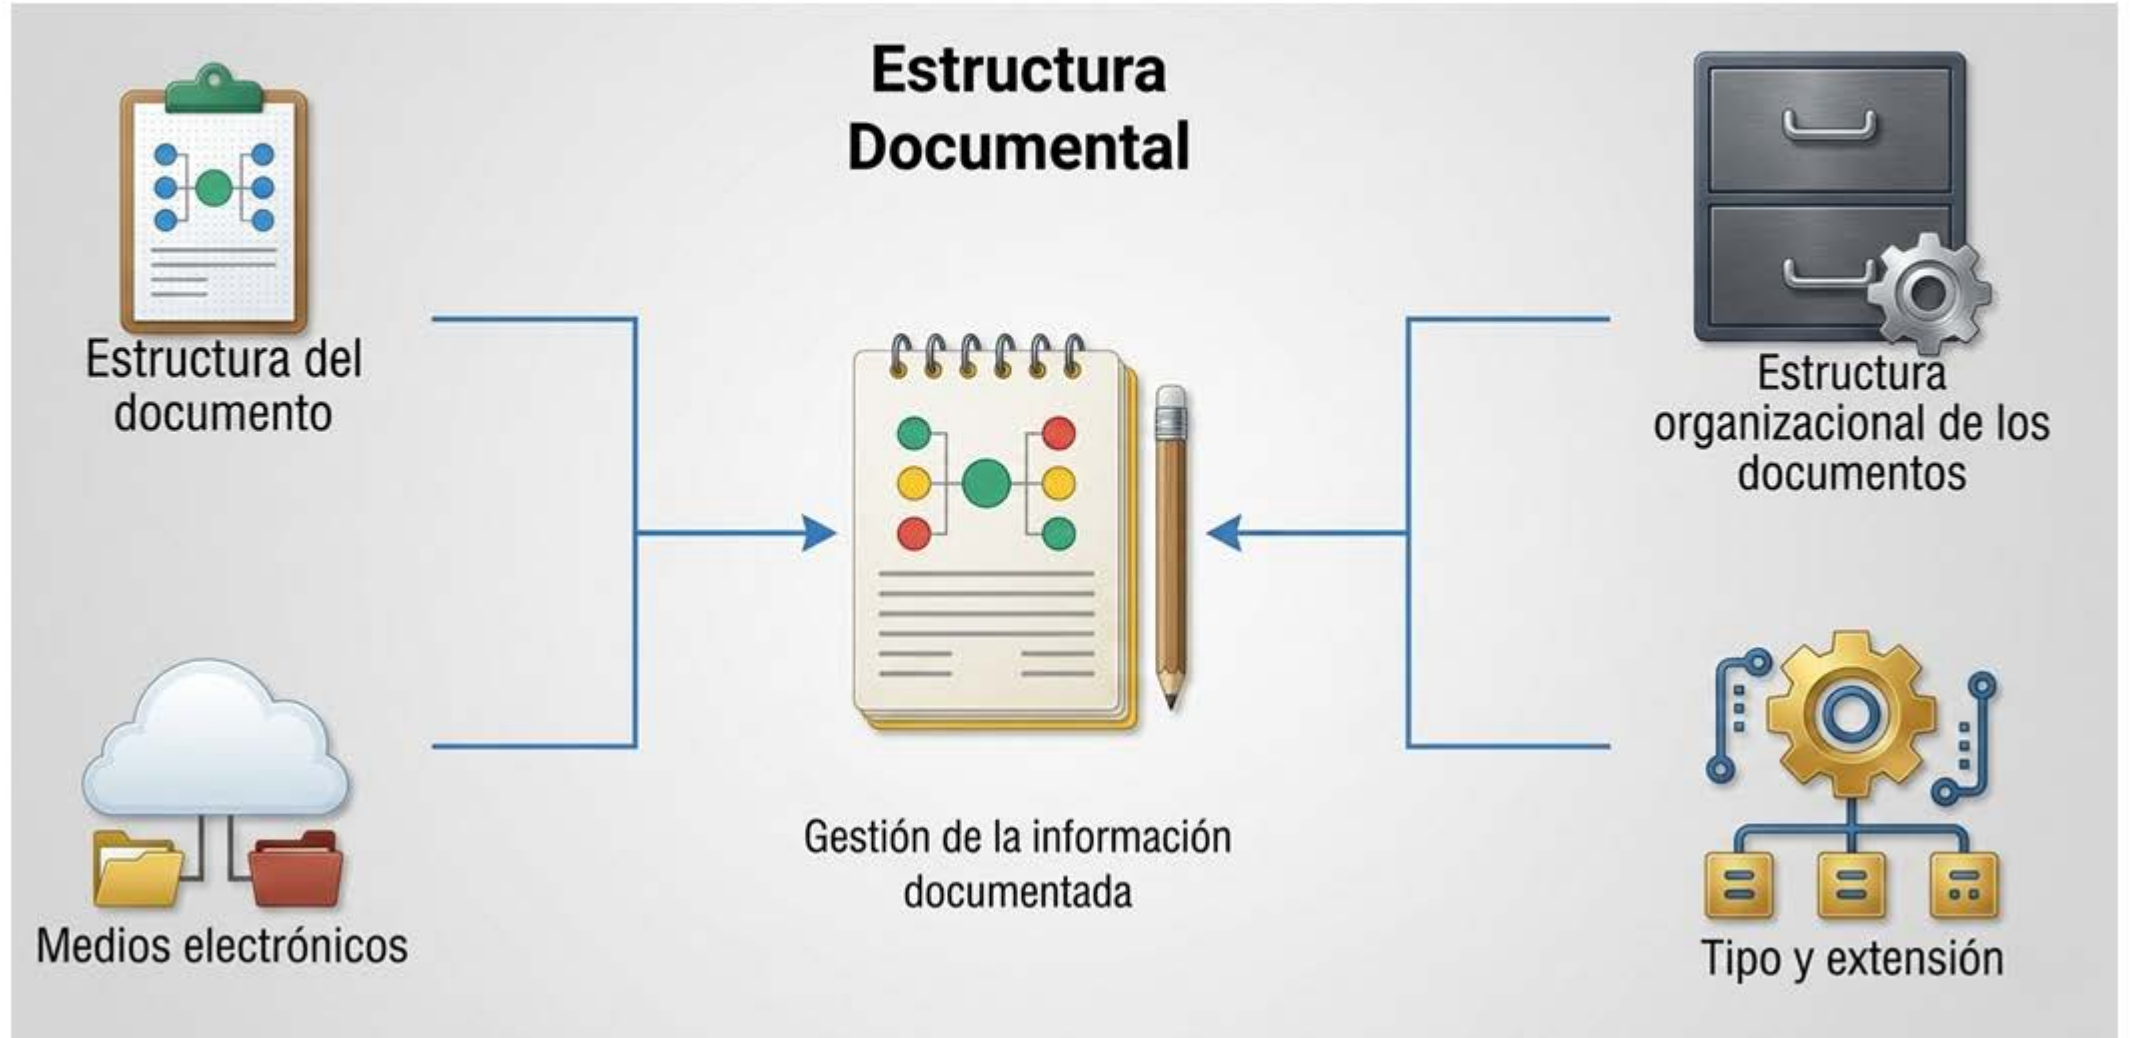 Estructura
Documental
Estructura del
documento
Estructura
organizacional de los
documentos
Gestión de la información
documentada
Medios electrónicos
Tipo y extensión